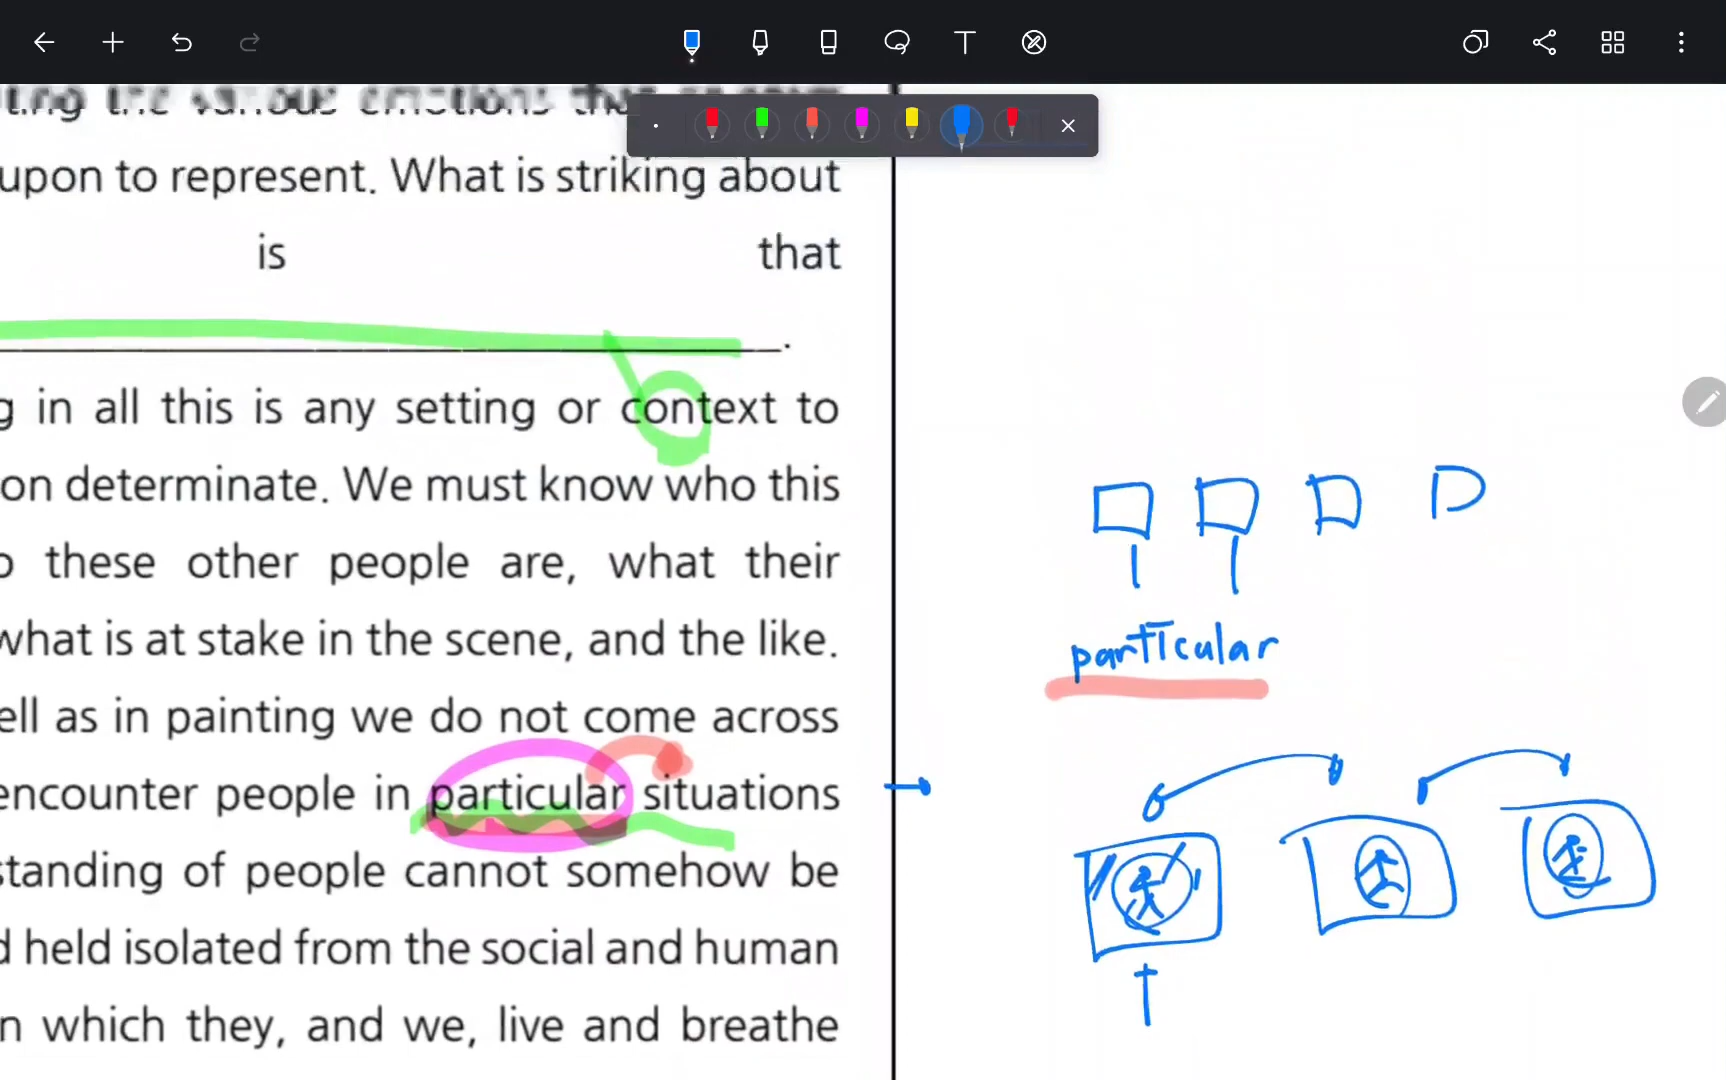 upon to represent. What is striking about
is that
.
in all this is any setting or context to
on determinate. We must know who this
these other people are, what their
what is at stake in the scene, and the like.
ell as in painting we do not come across
encounter people in particular situations
standing of people cannot somehow be
held isolated from the social and human
n which they, and we, live and breathe
particular